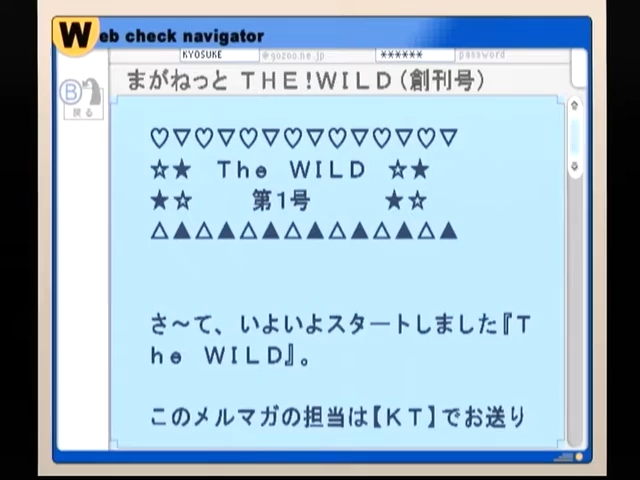 Web check navigator
KYOSUKE @gozoo.ne.jp ****** password
B
戻る
まがねっと THE!WILD(創刊号)
♡▽♡▽♡▽♡▽♡▽♡▽♡▽
☆★ The WILD ☆★
★☆ 第1号 ★☆
△▲△▲△▲△▲△▲△▲△▲
さ~て、いよいよスタートしました『T
he WILD』。
このメルマガの担当は【KT】でお送り